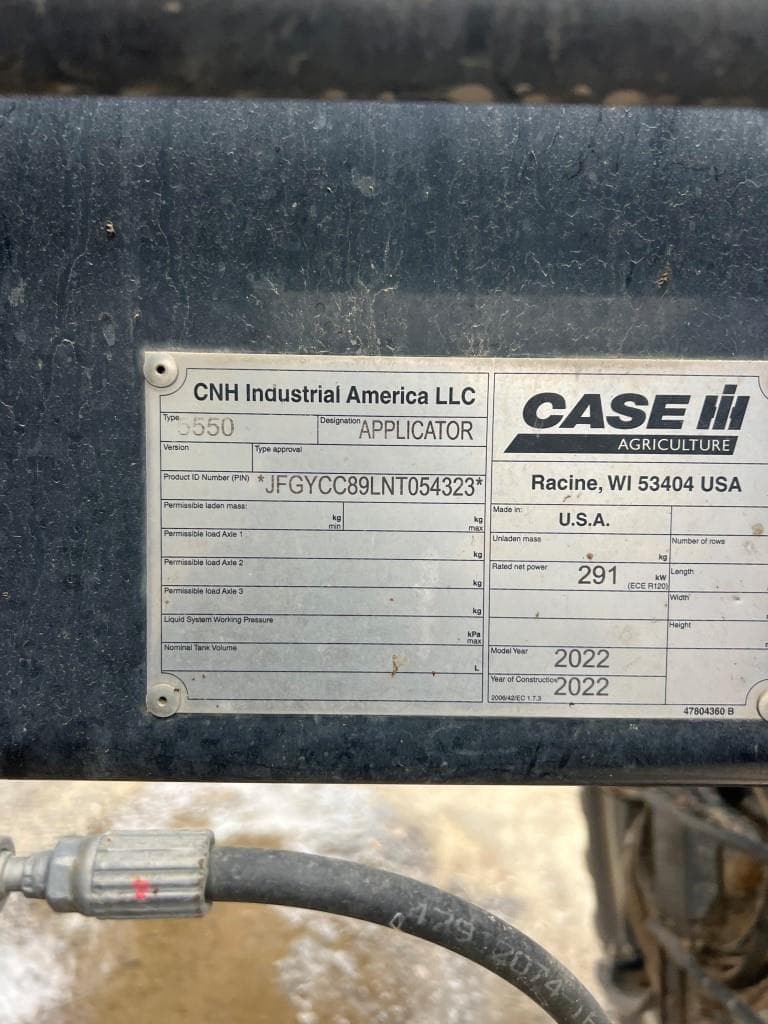 CNH Industrial America LLC
Type 5550 Designation APPLICATOR
Version Type approval
Product ID Number (PIN) *JFGYCC89LNT054323*
Permissible laden mass: kg min kg max
Permissible load Axle 1 kg
Permissible load Axle 2 kg
Permissible load Axle 3 kg
Liquid System Working Pressure kPa max
Nominal Tank Volume L
CASE IH
AGRICULTURE
Racine, WI 53404 USA
Made in: U.S.A.
Unladen mass kg Number of rows
Rated net power 291 kW (ECE R120) Length
Width
Height
Model Year 2022
Year of Construction 2022
2006/42/EC 1.7.3
47804360 B